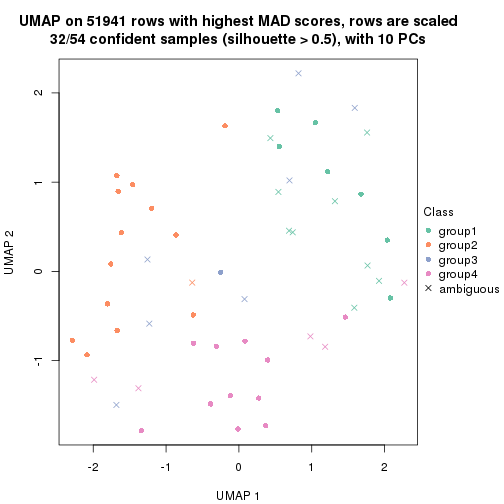 UMAP on 51941 rows with highest MAD scores, rows are scaled
32/54 confident samples (silhouette > 0.5), with 10 PCs
2
1
0
-1
UMAP 2
-2
-1
0
1
2
UMAP 1
Class
group1
group2
group3
group4
ambiguous